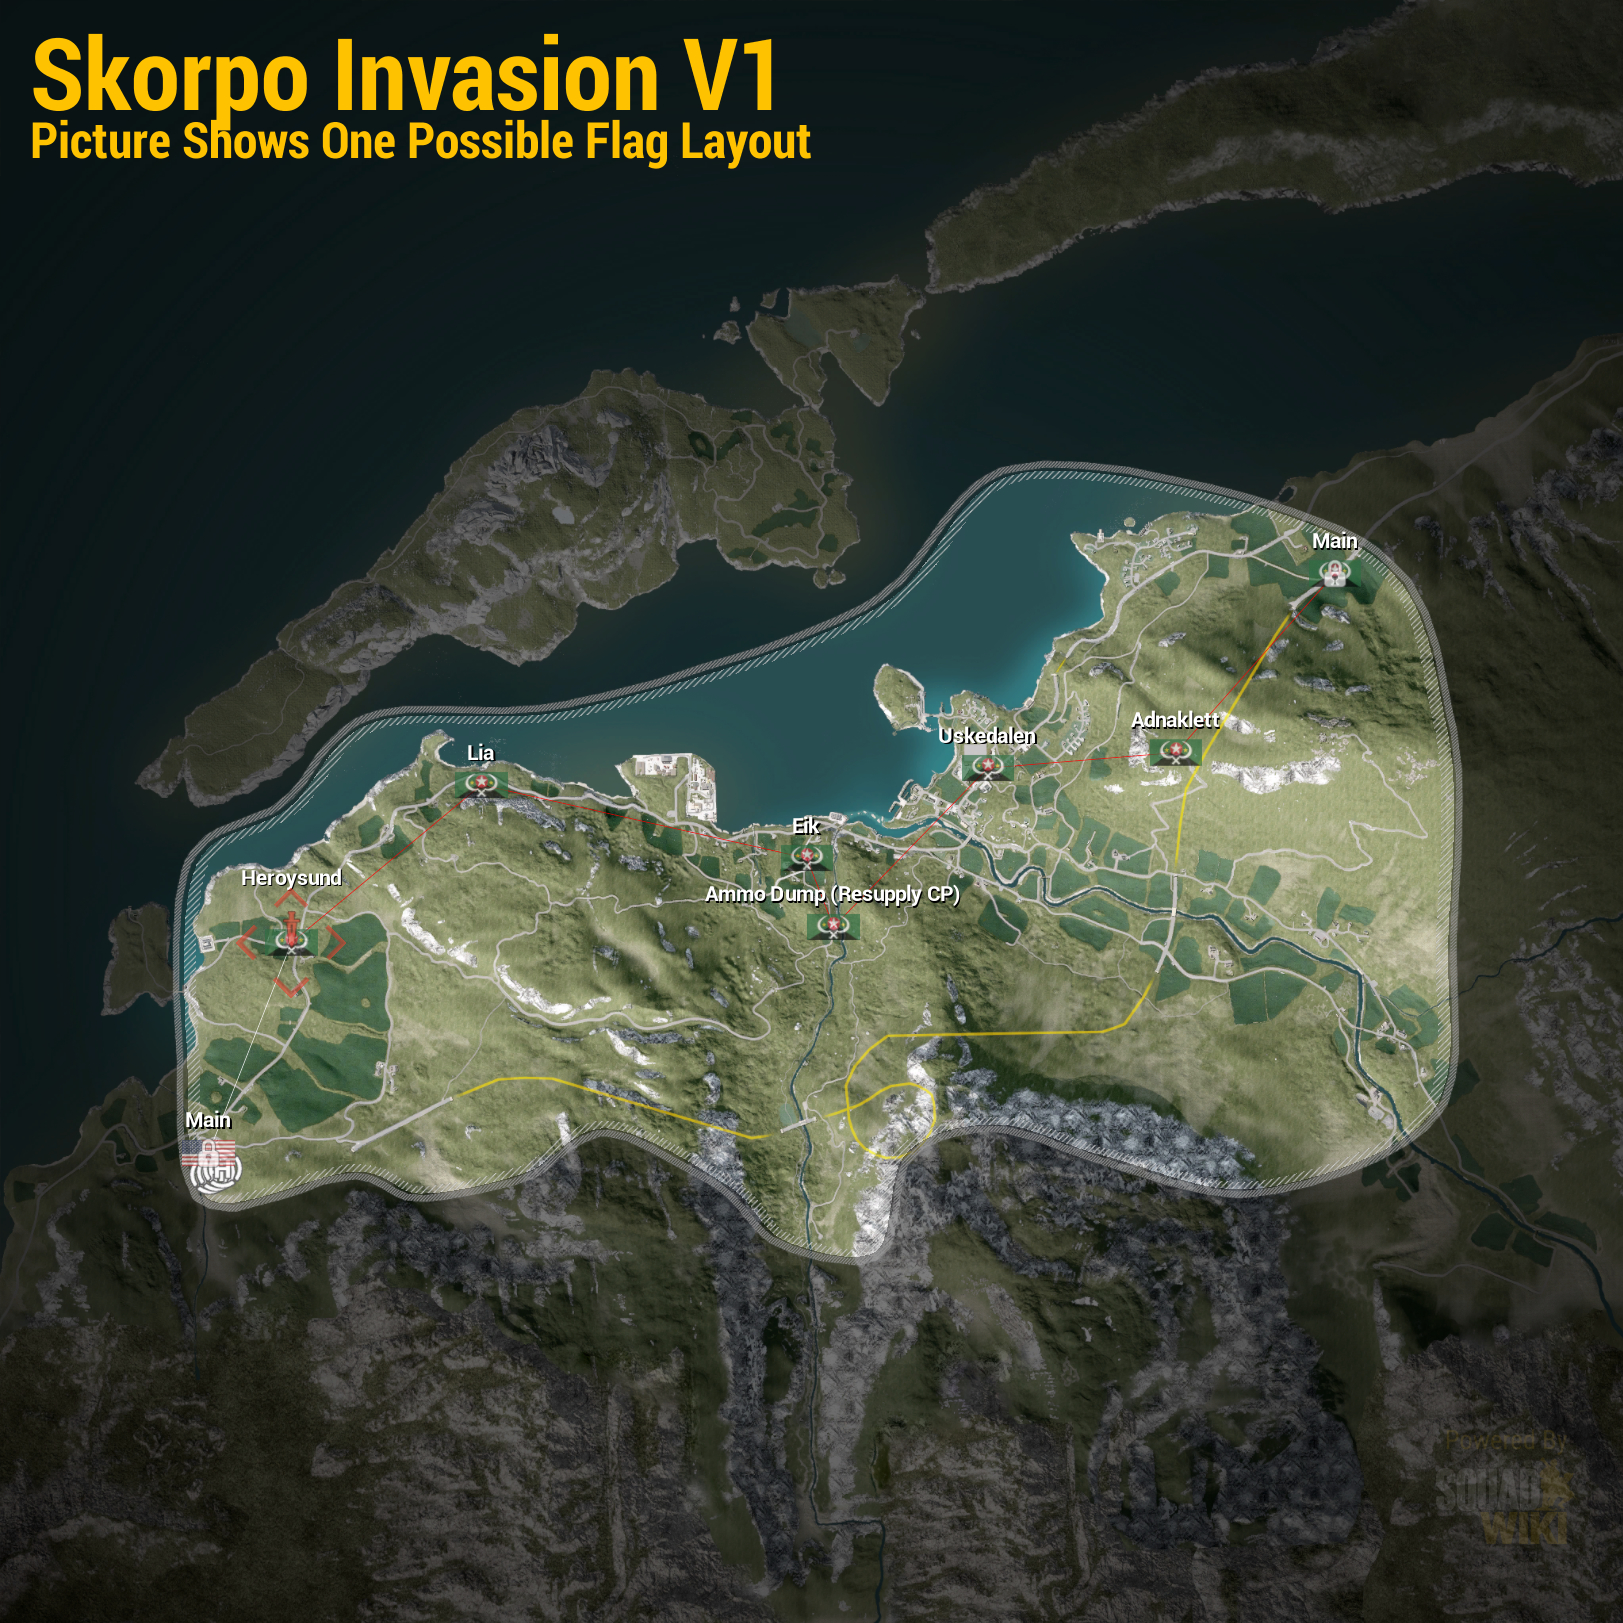 Skorpo Invasion V1
Picture Shows One Possible Flag Layout
Main
Adnaklett
Uskedalen
Lia
Eik
Heroysund
Ammo Dump (Resupply CP)
Main
Powered By
SQUAD
WIKI